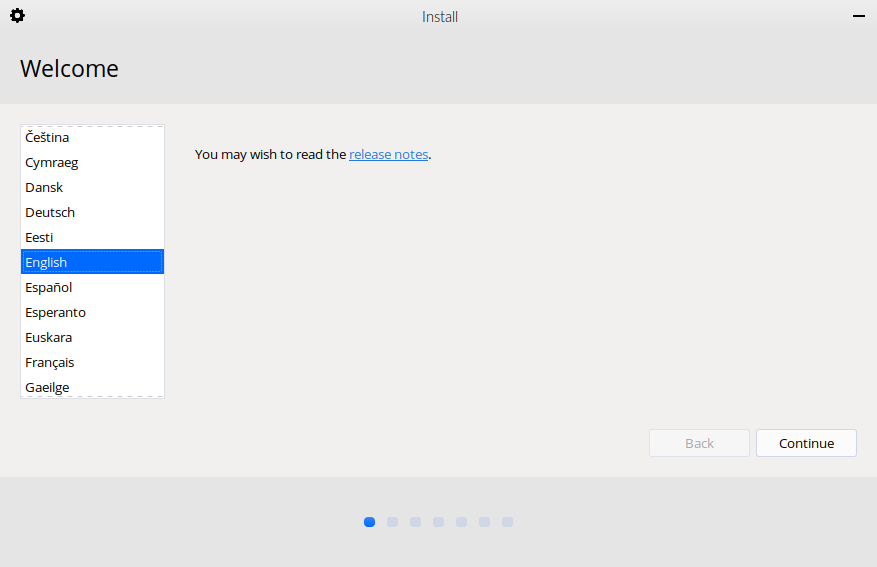 Install
Welcome
Čeština
Cymraeg
Dansk
Deutsch
Eesti
English
Español
Esperanto
Euskara
Français
Gaeilge
You may wish to read the release notes.
Back
Continue